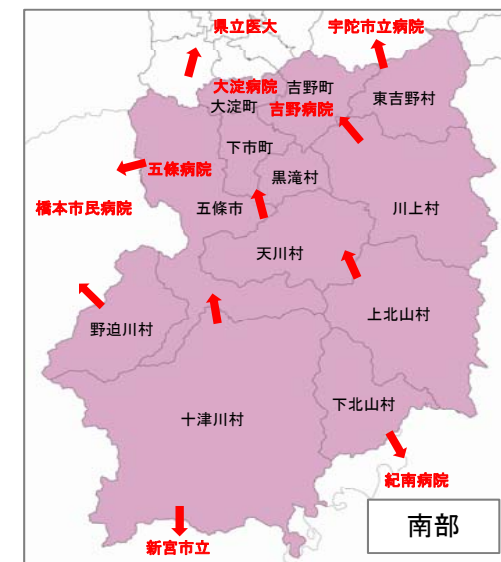 県立医大
宇陀市立病院
大淀病院
吉野町
大淀町
吉野病院
東吉野村
下市町
五條病院
黒滝村
橋本市民病院
五條市
川上村
天川村
上北山村
野迫川村
下北山村
十津川村
紀南病院
南部
新宮市立